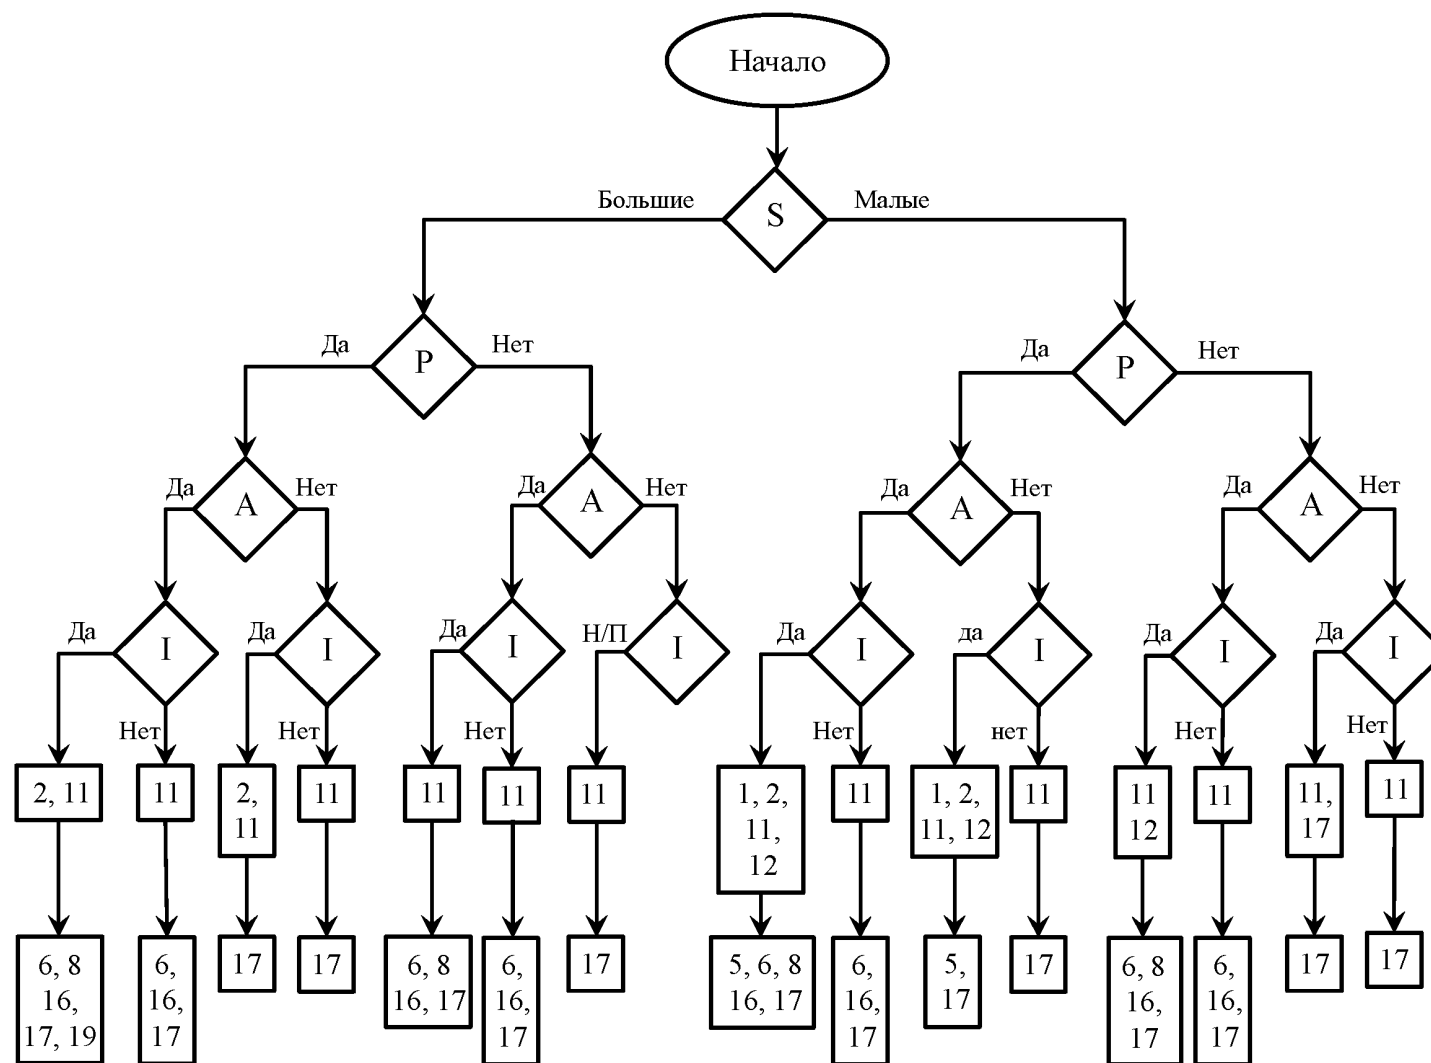 Начало
Большие
S
Малые
Да
P
Нет
Да
P
Нет
Да
A
Нет
Да
A
Нет
Да
A
Нет
Да
A
Нет
Да
I
Да
I
Да
I
Н/П
I
Да
I
да
I
Да
I
Да
I
Нет
Нет
Нет
Нет
нет
Нет
Нет
2, 11
11
2,
11
11
11
11
11
1, 2,
11,
12
11
1, 2,
11, 12
11
11
12
11
11,
17
11
6, 8
16,
17, 19
6,
16,
17
17
17
6, 8
16, 17
6,
16,
17
17
5, 6, 8
16, 17
6,
16,
17
5,
17
17
6, 8
16,
17
6,
16,
17
17
17